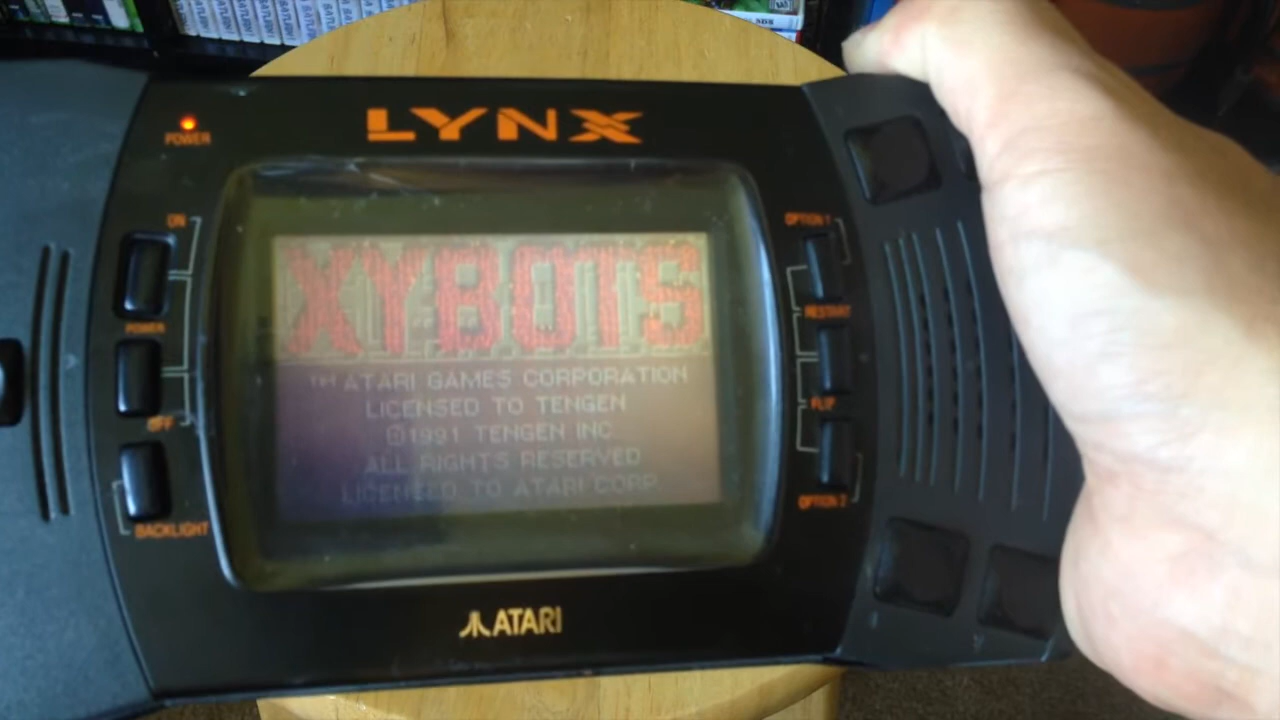 LYNX
POWER
ON
POWER
OFF
BACKLIGHT
OPTION 1
RESTART
FLIP
OPTION 2
XYBOTS
™ ATARI GAMES CORPORATION
LICENSED TO TENGEN
©1991 TENGEN INC
ALL RIGHTS RESERVED
LICENSED TO ATARI CORP.
ATARI